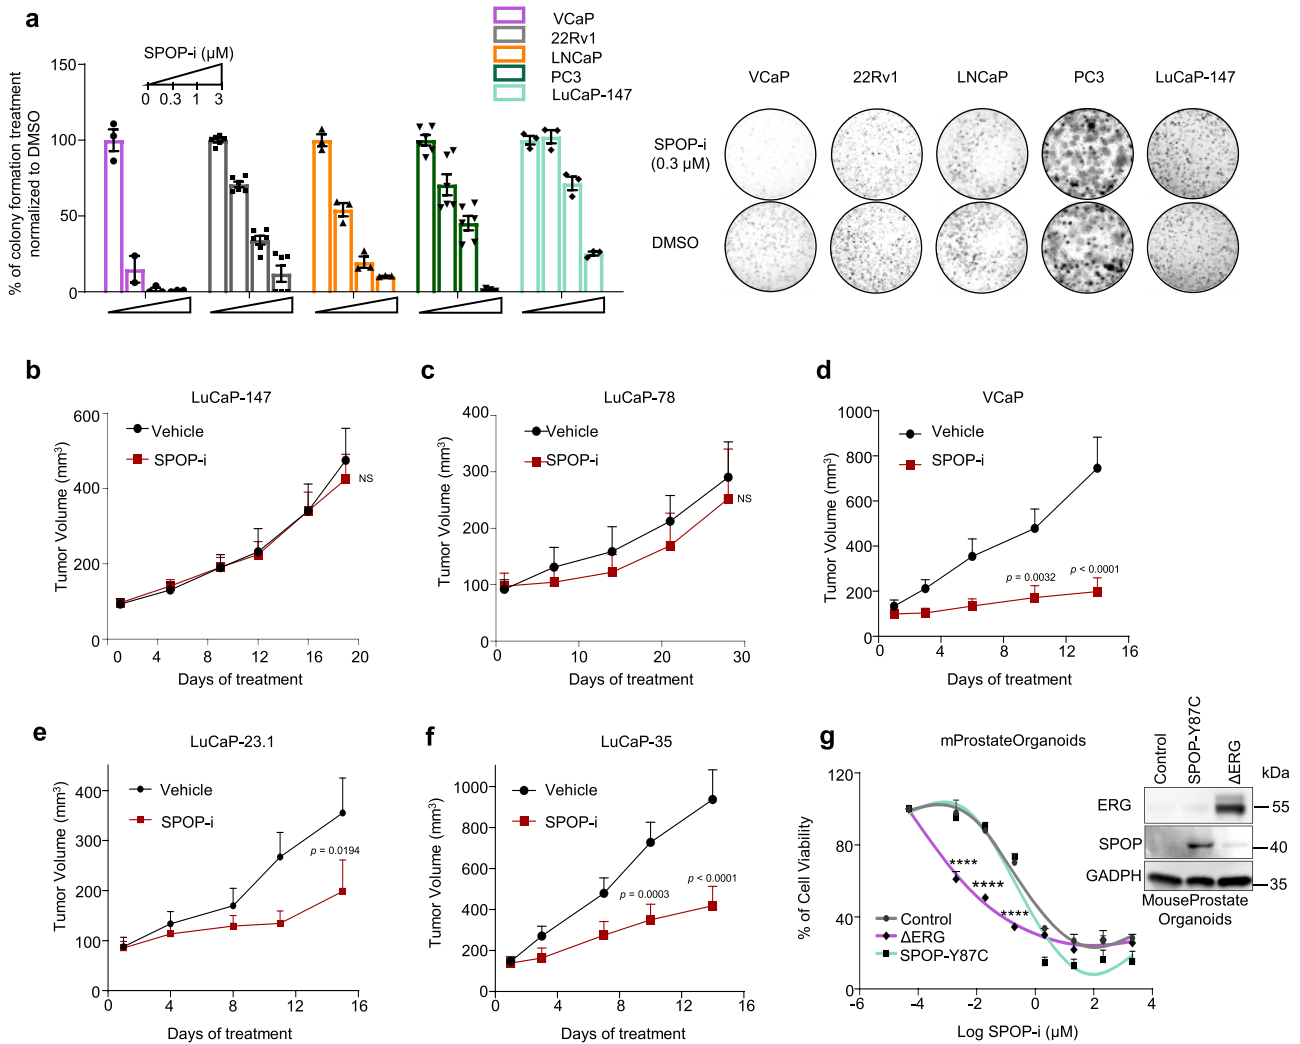 a
SPOP-i (µM)
0 0.3 1 3
VCaP
22Rv1
LNCaP
PC3
LuCaP-147
% of colony formation treatment
normalized to DMSO
150
100
50
0
VCaP 22Rv1 LNCaP PC3 LuCaP-147
SPOP-i
(0.3 µM)
DMSO
b
LuCaP-147
Vehicle
SPOP-i
NS
Tumor Volume (mm³)
600
400
200
0
0 4 8 12 16 20
Days of treatment
c
LuCaP-78
Vehicle
SPOP-i
NS
Tumor Volume (mm³)
400
300
200
100
0
0 10 20 30
Days of treatment
d
VCaP
Vehicle
SPOP-i
p = 0.0032
p < 0.0001
Tumor Volume (mm³)
1000
800
600
400
200
0
0 4 8 12 16
Days of treatment
e
LuCaP-23.1
Vehicle
SPOP-i
p = 0.0194
Tumor Volume (mm³)
400
300
200
100
0
0 4 8 12 16
Days of treatment
f
LuCaP-35
Vehicle
SPOP-i
p = 0.0003
p < 0.0001
Tumor Volume (mm³)
1000
800
600
400
200
0
0 4 8 12 16
Days of treatment
g
mProstateOrganoids
% of Cell Viability
120
80
40
0
****
****
****
Control
ΔERG
SPOP-Y87C
-6 -4 -2 0 2 4
Log SPOP-i (µM)
Control
SPOP-Y87C
ΔERG
kDa
ERG
55
SPOP
40
GADPH
35
MouseProstate
Organoids